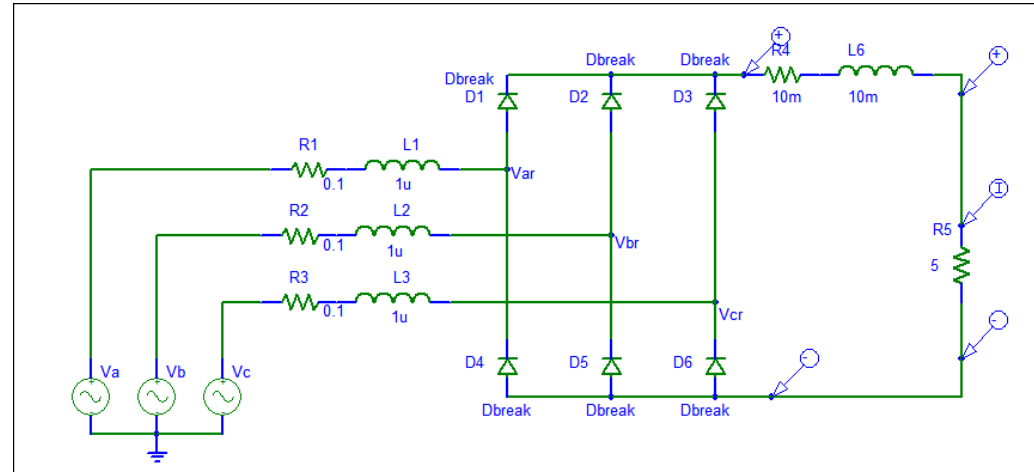 Dbreak Dbreak R4 L6
Dbreak
D1 D2 D3 10m 10m
+ +
R1 L1
0.1 1u Var
I
R2 L2 R5
0.1 1u Vbr
5
R3 L3
0.1 1u Vcr
-
Va Vb Vc D4 D5 D6 -
Dbreak Dbreak Dbreak